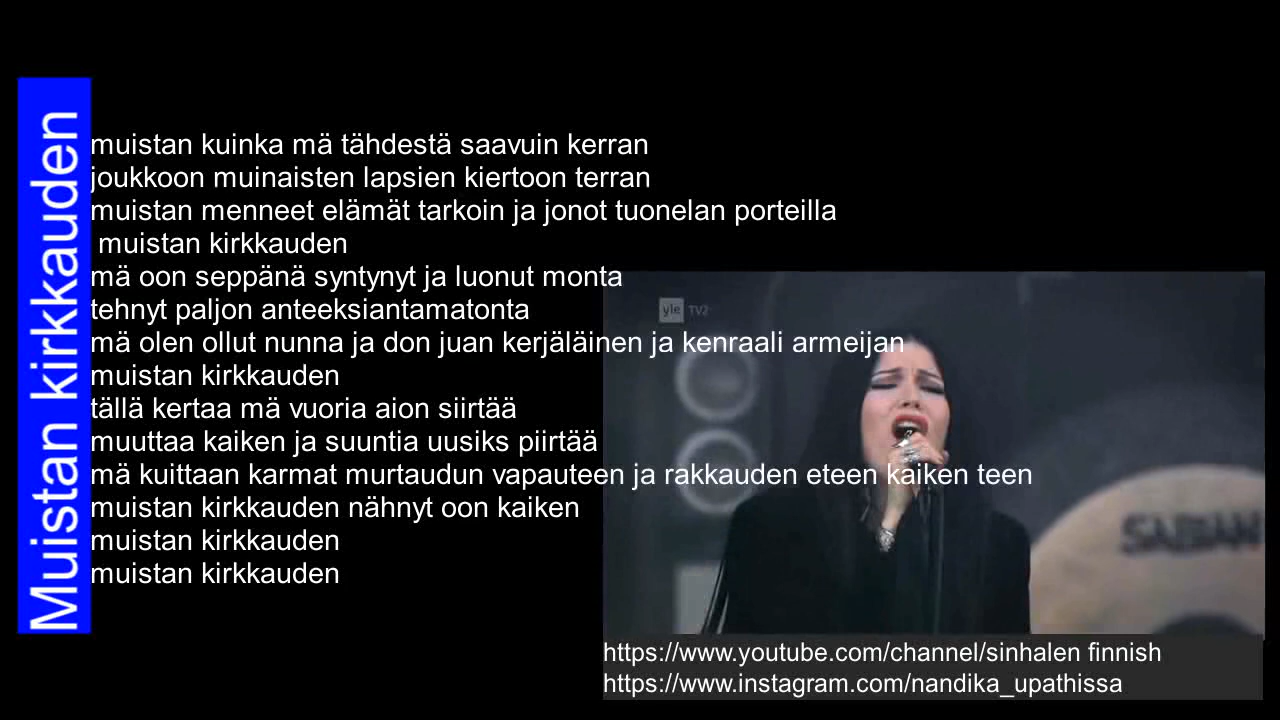 Muistan kirkkauden
muistan kuinka mä tähdestä saavuin kerran
joukkoon muinaisten lapsien kiertoon terran
muistan menneet elämät tarkoin ja jonot tuonelan porteilla
muistan kirkkauden
mä oon seppänä syntynyt ja luonut monta
tehnyt paljon anteeksiantamatonta
mä olen ollut nunna ja don juan kerjäläinen ja kenraali armeijan
muistan kirkkauden
tällä kertaa mä vuoria aion siirtää
muuttaa kaiken ja suuntia uusiks piirtää
mä kuittaan karmat murtaudun vapauteen ja rakkauden eteen kaiken teen
muistan kirkkauden nähnyt oon kaiken
muistan kirkkauden
muistan kirkkauden
yle TV2
SABIAN
https://www.youtube.com/channel/sinhalen finnish
https://www.instagram.com/nandika_upathissa